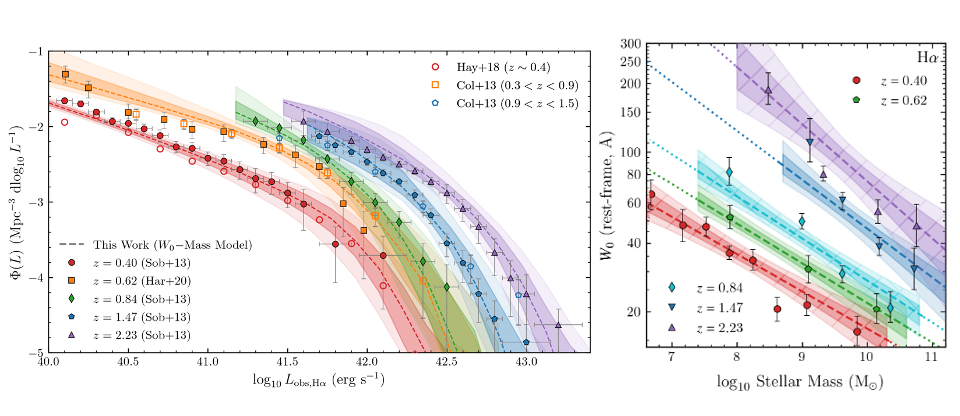 −1
−2
−3
−4
−5
Φ(L) (Mpc⁻³ dlog₁₀ L⁻¹)
Hay+18 (z ∼ 0.4)
Col+13 (0.3 < z < 0.9)
Col+13 (0.9 < z < 1.5)
This Work (W₀−Mass Model)
z = 0.40 (Sob+13)
z = 0.62 (Har+20)
z = 0.84 (Sob+13)
z = 1.47 (Sob+13)
z = 2.23 (Sob+13)
40.0 40.5 41.0 41.5 42.0 42.5 43.0
log₁₀ L_obs,Hα (erg s⁻¹)
300
250
200
150
100
80
60
40
20
W₀ (rest-frame, Å)
Hα
z = 0.40
z = 0.62
z = 0.84
z = 1.47
z = 2.23
7 8 9 10 11
log₁₀ Stellar Mass (M☉)